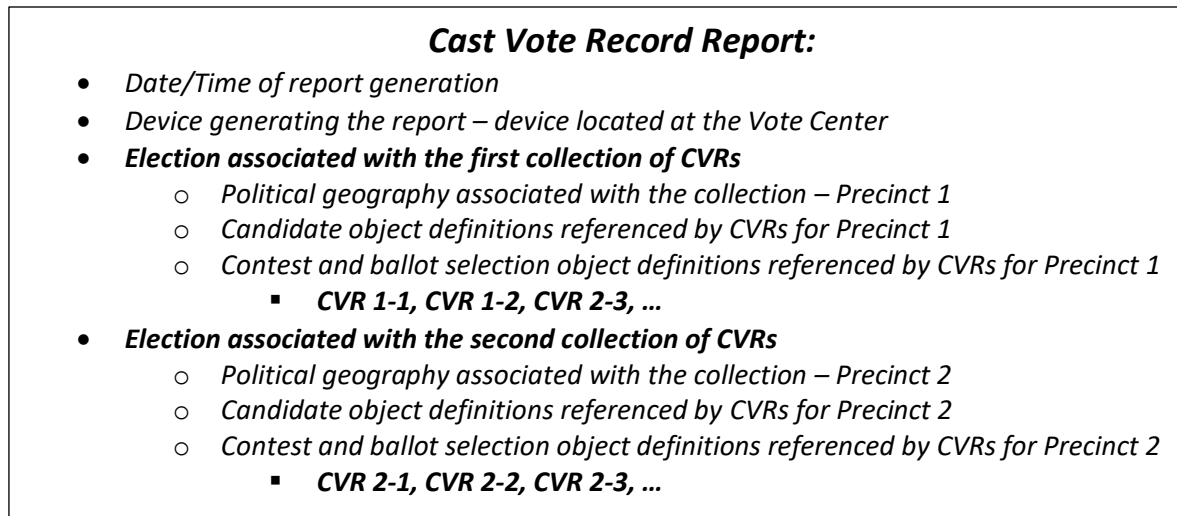 Cast Vote Record Report:
• Date/Time of report generation
• Device generating the report – device located at the Vote Center
• Election associated with the first collection of CVRs
o Political geography associated with the collection – Precinct 1
o Candidate object definitions referenced by CVRs for Precinct 1
o Contest and ballot selection object definitions referenced by CVRs for Precinct 1
▪ CVR 1-1, CVR 1-2, CVR 2-3, …
• Election associated with the second collection of CVRs
o Political geography associated with the collection – Precinct 2
o Candidate object definitions referenced by CVRs for Precinct 2
o Contest and ballot selection object definitions referenced by CVRs for Precinct 2
▪ CVR 2-1, CVR 2-2, CVR 2-3, …